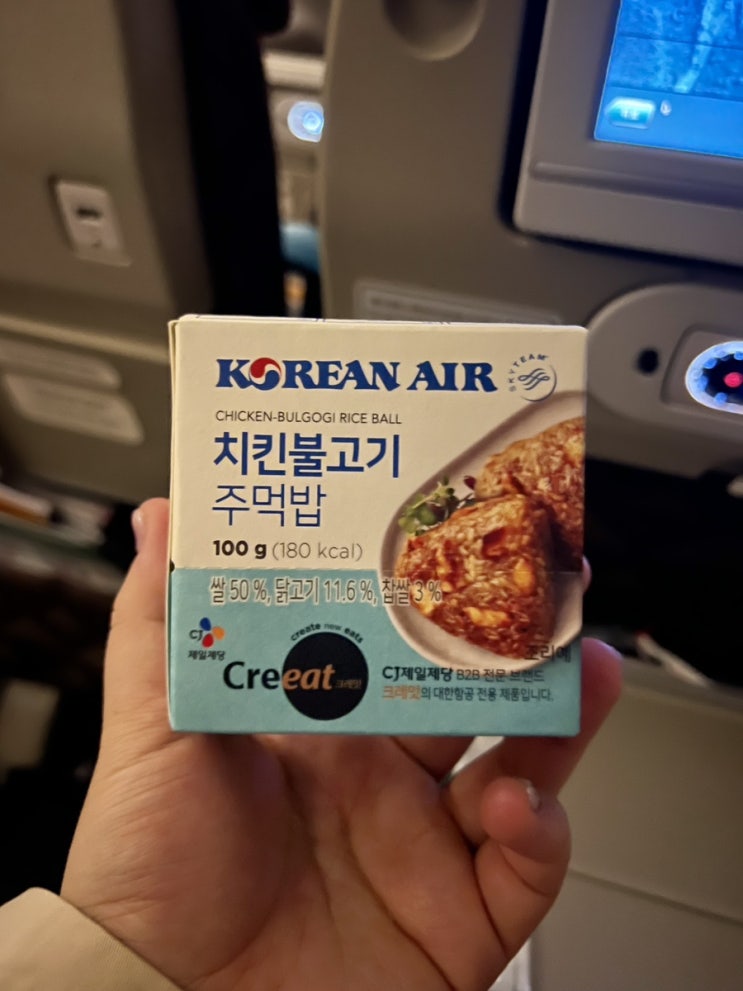 KOREAN AIR
SKYTEAM
CHICKEN-BULGOGI RICE BALL
치킨불고기
주먹밥
100 g (180 kcal)
쌀 50 %, 닭고기 11.6 %, 찹쌀 3 %
조리예
CJ
제일제당
create new eats
Creeat 크레잇
CJ제일제당 B2B 전문 브랜드
크레잇의 대한항공 전용 제품입니다.